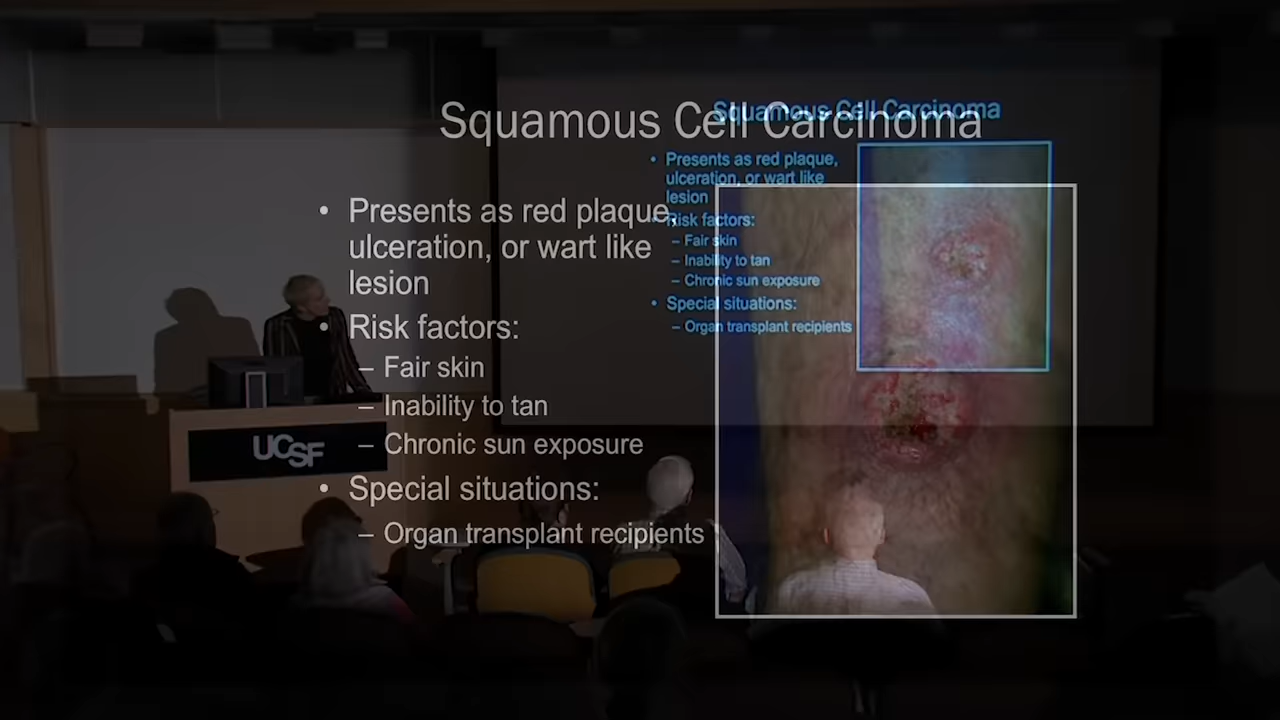 Squamous Cell Carcinoma
• Presents as red plaque,
ulceration, or wart like
lesion
• Risk factors:
– Fair skin
– Inability to tan
– Chronic sun exposure
• Special situations:
– Organ transplant recipients
Squamous Cell Carcinoma
• Presents as red plaque,
ulceration, or wart like
lesion
• Risk factors:
– Fair skin
– Inability to tan
– Chronic sun exposure
• Special situations:
– Organ transplant recipients
UCSF